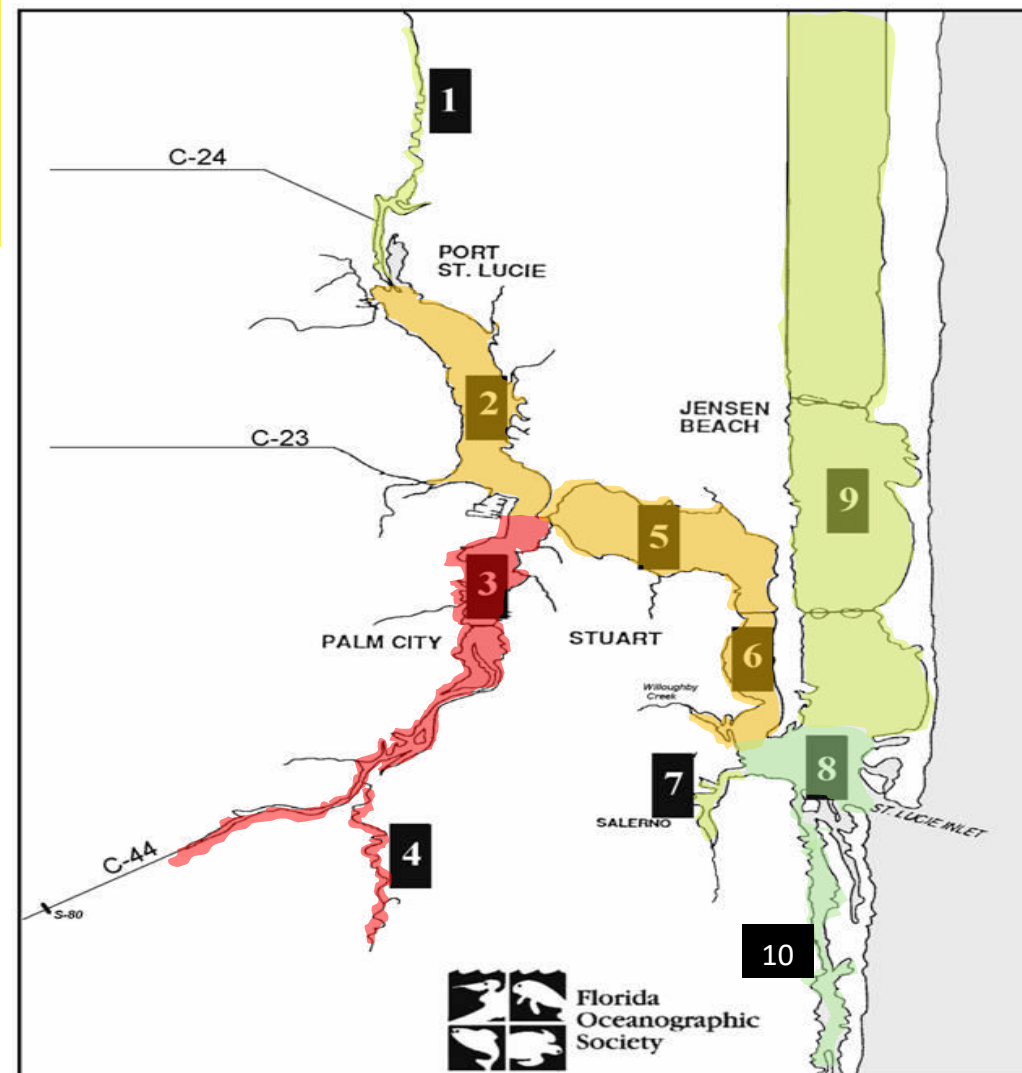 1
C-24
PORT
ST. LUCIE
2
JENSEN
BEACH
C-23
9
5
3
PALM CITY
STUART
6
Willoughby
Creek
7
8
SALERNO
ST. LUCIE INLET
C-44
4
S-80
10
Florida
Oceanographic
Society